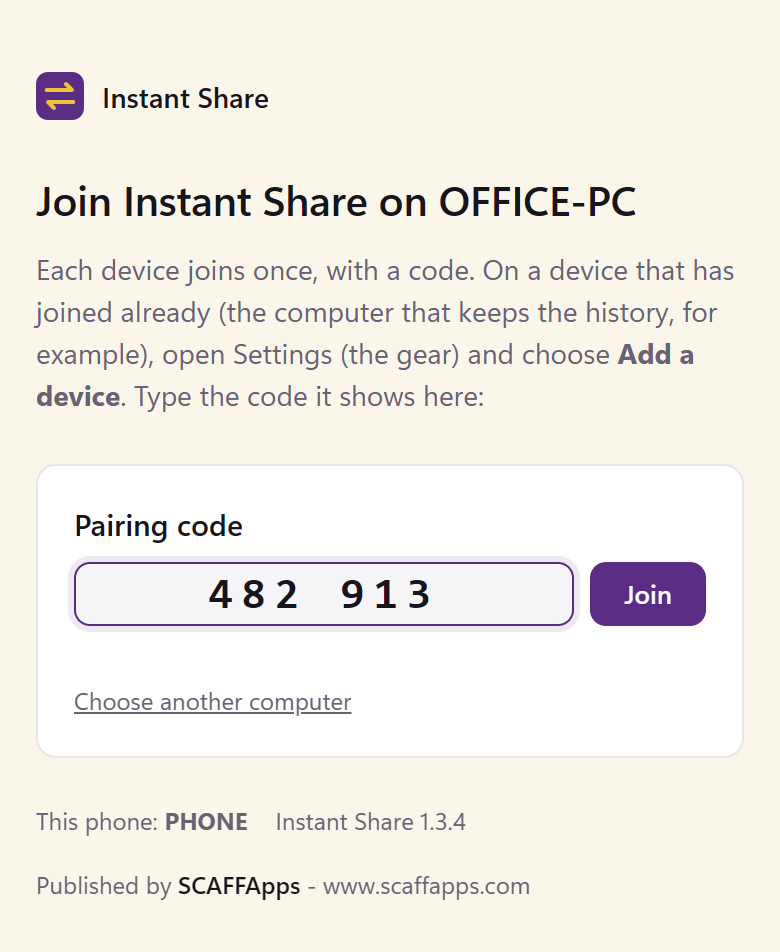 Instant Share
Join Instant Share on OFFICE-PC
Each device joins once, with a code. On a device that has
joined already (the computer that keeps the history, for
example), open Settings (the gear) and choose Add a
device. Type the code it shows here:
Pairing code
482 913
Join
Choose another computer
This phone: PHONE Instant Share 1.3.4
Published by SCAFFApps - www.scaffapps.com